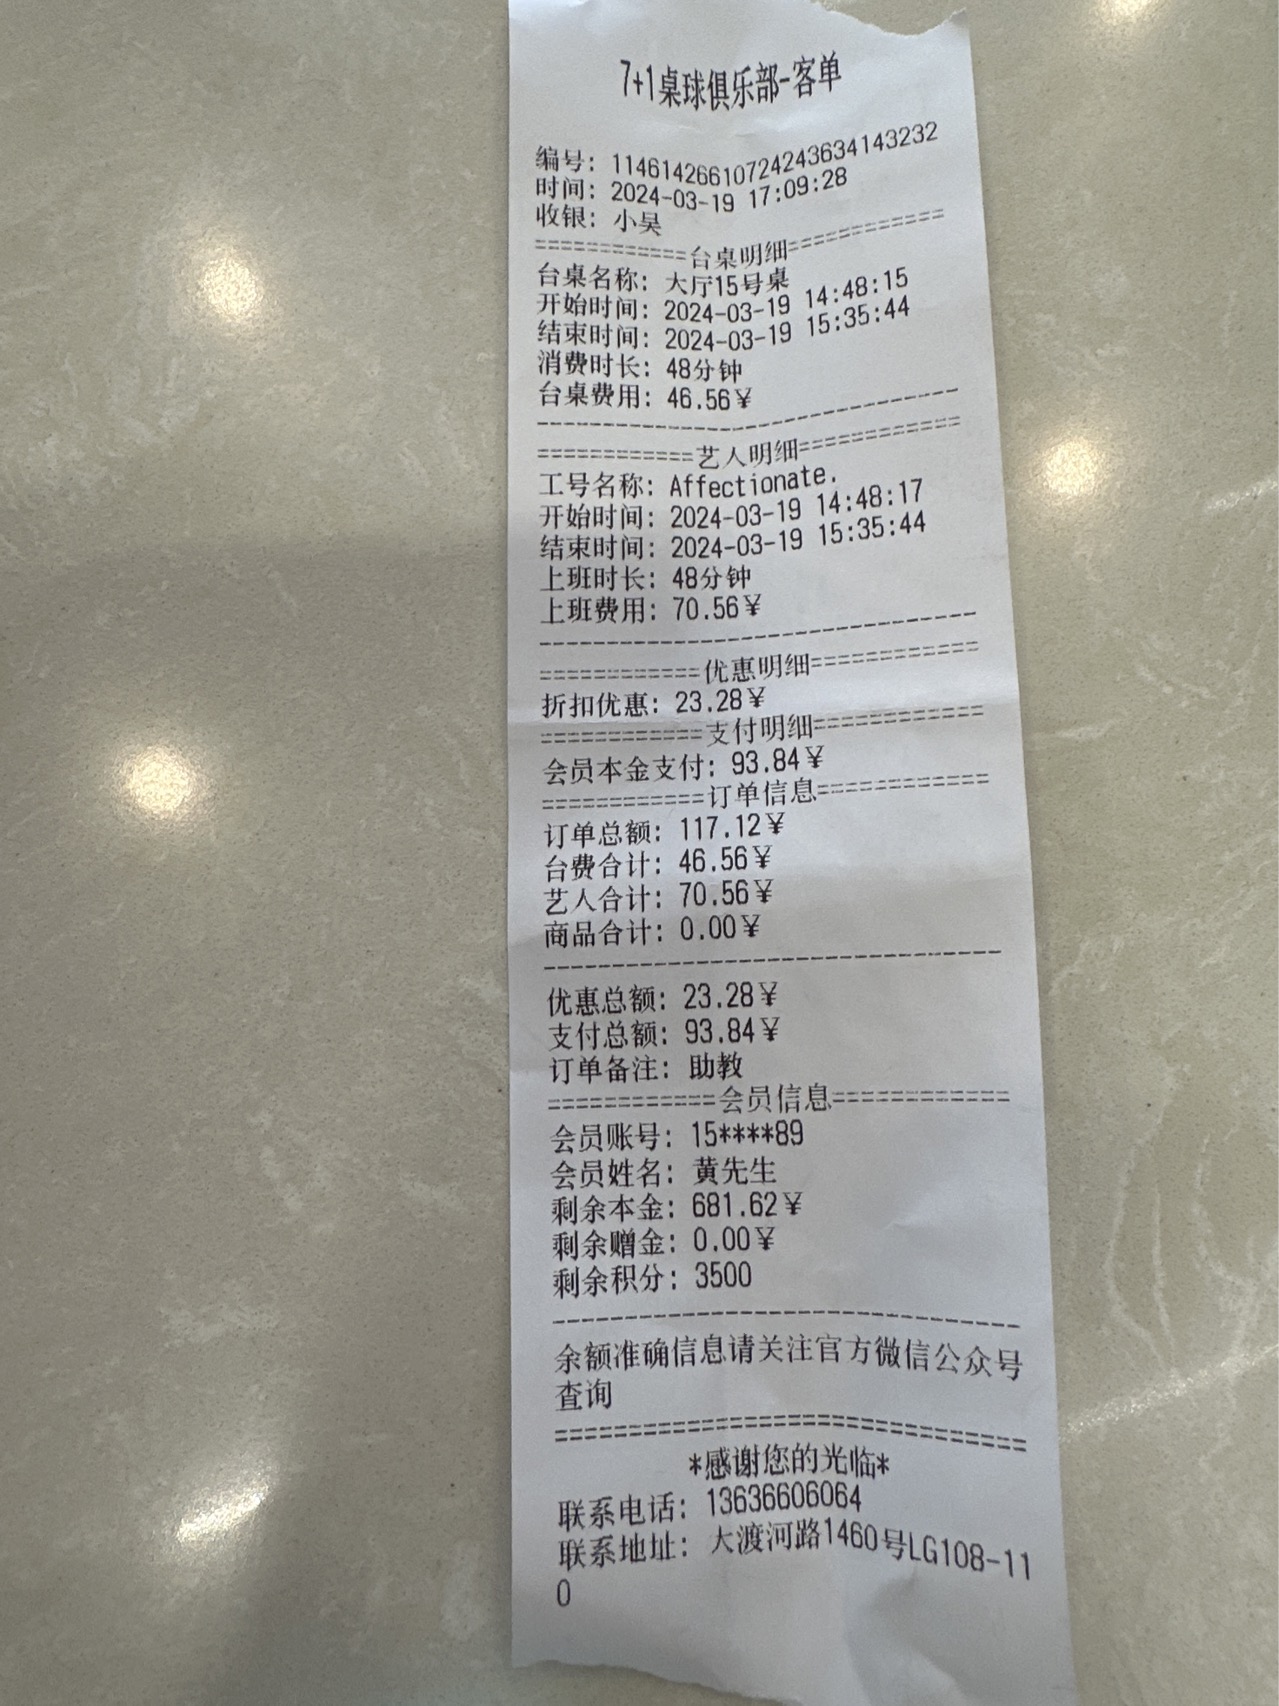 7+1桌球俱乐部-客单
编号: 11461426610724243634143232
时间: 2024-03-19 17:09:28
收银: 小吴
============台桌明细============
台桌名称: 大厅15号桌
开始时间: 2024-03-19 14:48:15
结束时间: 2024-03-19 15:35:44
消费时长: 48分钟
台桌费用: 46.56¥
--------------------------------
============艺人明细============
工号名称: Affectionate.
开始时间: 2024-03-19 14:48:17
结束时间: 2024-03-19 15:35:44
上班时长: 48分钟
上班费用: 70.56¥
--------------------------------
============优惠明细============
折扣优惠: 23.28¥
============支付明细============
会员本金支付: 93.84¥
============订单信息============
订单总额: 117.12¥
台费合计: 46.56¥
艺人合计: 70.56¥
商品合计: 0.00¥
--------------------------------
优惠总额: 23.28¥
支付总额: 93.84¥
订单备注: 助教
============会员信息============
会员账号: 15****89
会员姓名: 黄先生
剩余本金: 681.62¥
剩余赠金: 0.00¥
剩余积分: 3500
--------------------------------
余额准确信息请关注官方微信公众号
查询
================================
*感谢您的光临*
联系电话: 13636606064
联系地址: 大渡河路1460号LG108-11
0